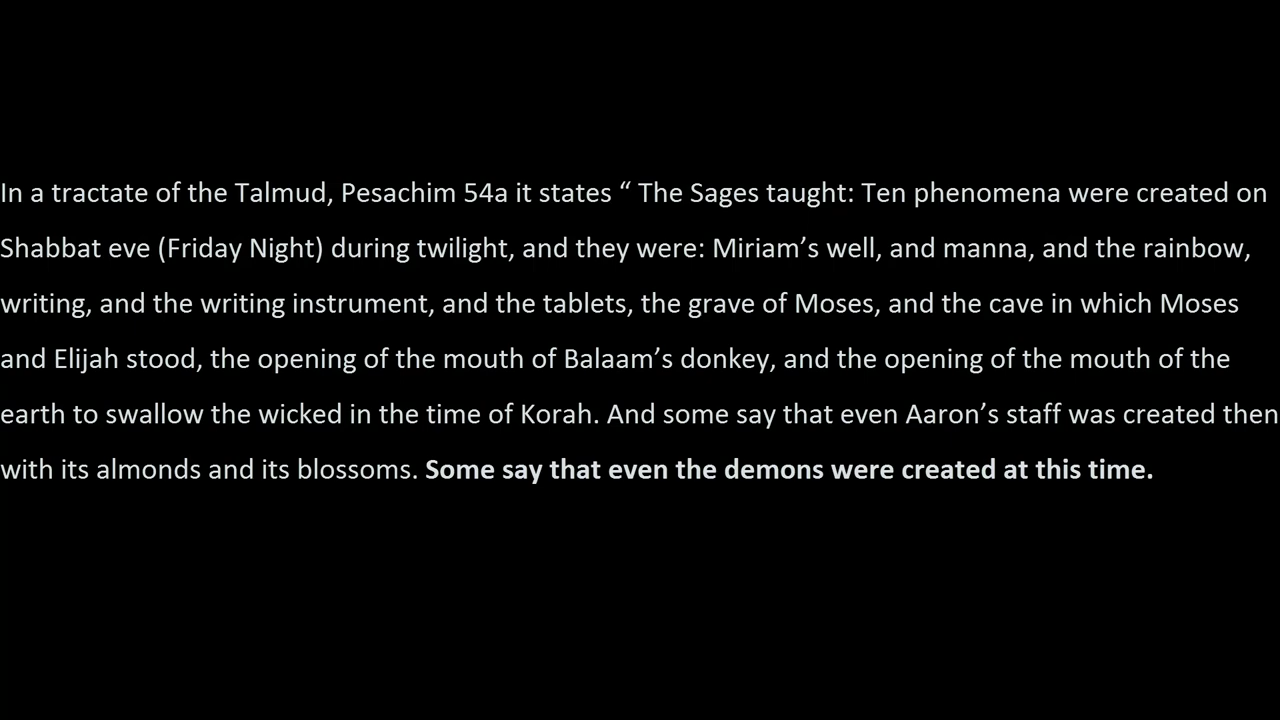 In a tractate of the Talmud, Pesachim 54a it states “ The Sages taught: Ten phenomena were created on
Shabbat eve (Friday Night) during twilight, and they were: Miriam’s well, and manna, and the rainbow,
writing, and the writing instrument, and the tablets, the grave of Moses, and the cave in which Moses
and Elijah stood, the opening of the mouth of Balaam’s donkey, and the opening of the mouth of the
earth to swallow the wicked in the time of Korah. And some say that even Aaron’s staff was created then
with its almonds and its blossoms. Some say that even the demons were created at this time.